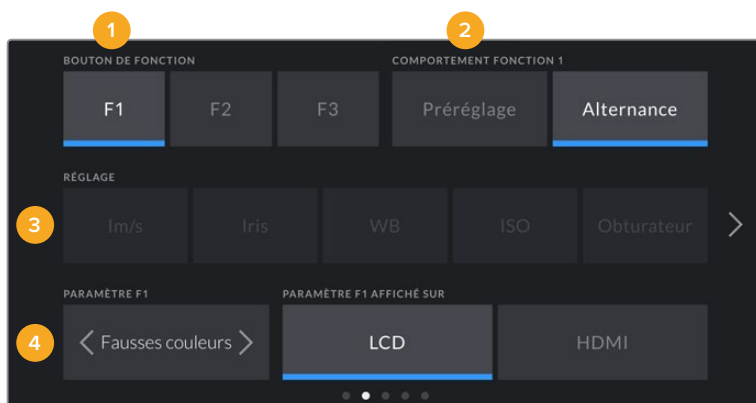 1
2
BOUTON DE FONCTION
COMPORTEMENT FONCTION 1
F1 F2 F3 Préréglage Alternance
RÉGLAGE
3
Im/s Iris WB ISO Obturateur
PARAMÈTRE F1
PARAMÈTRE F1 AFFICHÉ SUR
4
Fausses couleurs LCD HDMI